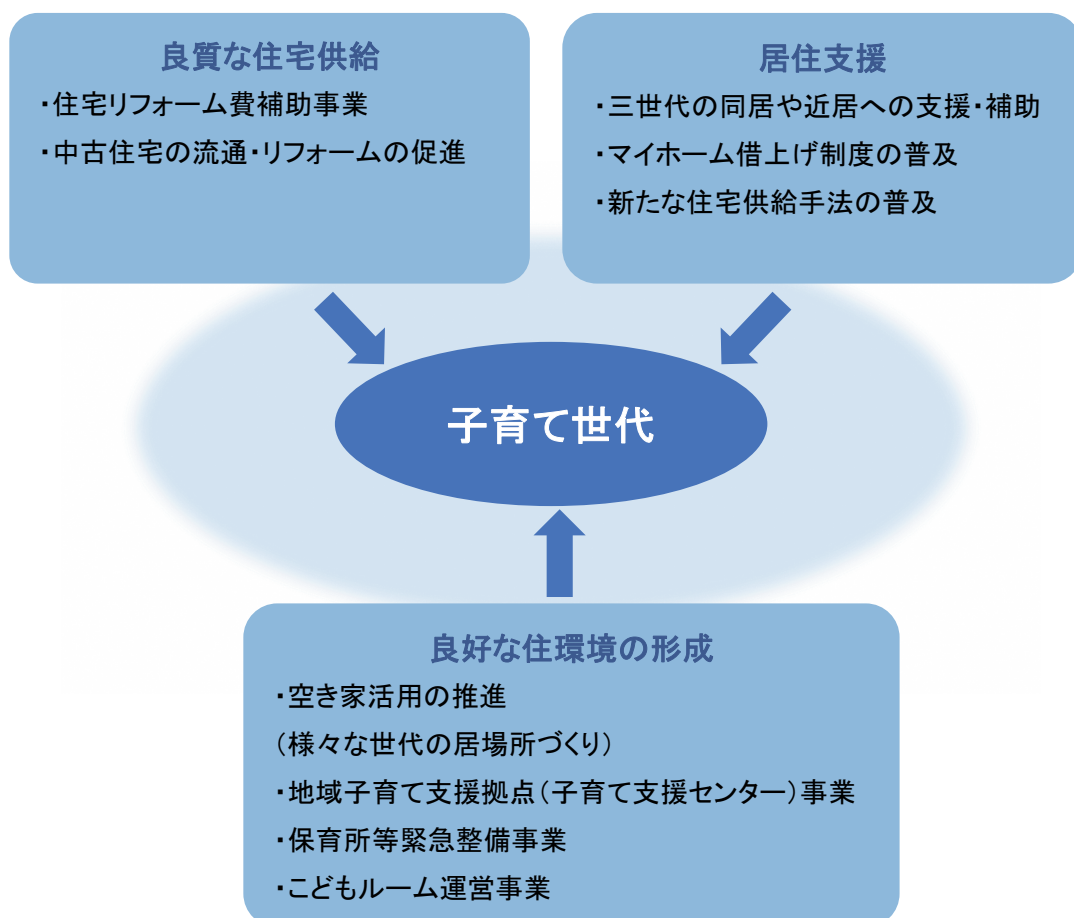 良質な住宅供給
・住宅リフォーム費補助事業
・中古住宅の流通・リフォームの促進
居住支援
・三世代の同居や近居への支援・補助
・マイホーム借上げ制度の普及
・新たな住宅供給手法の普及
子育て世代
良好な住環境の形成
・空き家活用の推進
(様々な世代の居場所づくり)
・地域子育て支援拠点(子育て支援センター)事業
・保育所等緊急整備事業
・こどもルーム運営事業